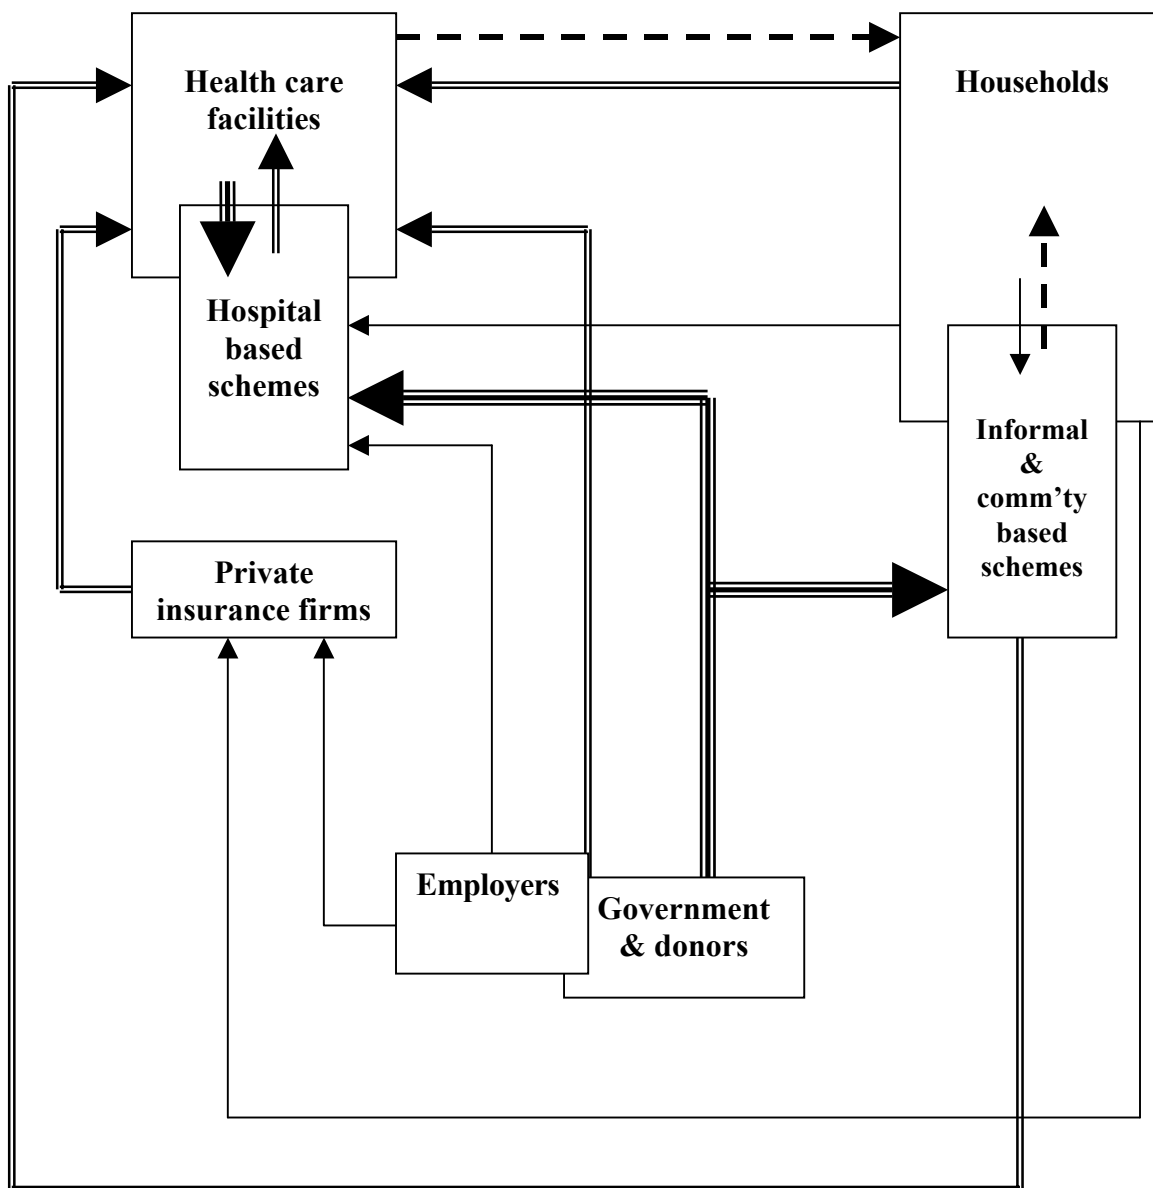 Health care
facilities
Households
Hospital
based
schemes
Informal
&
comm’ty
based
schemes
Private
insurance firms
Employers
Government
& donors